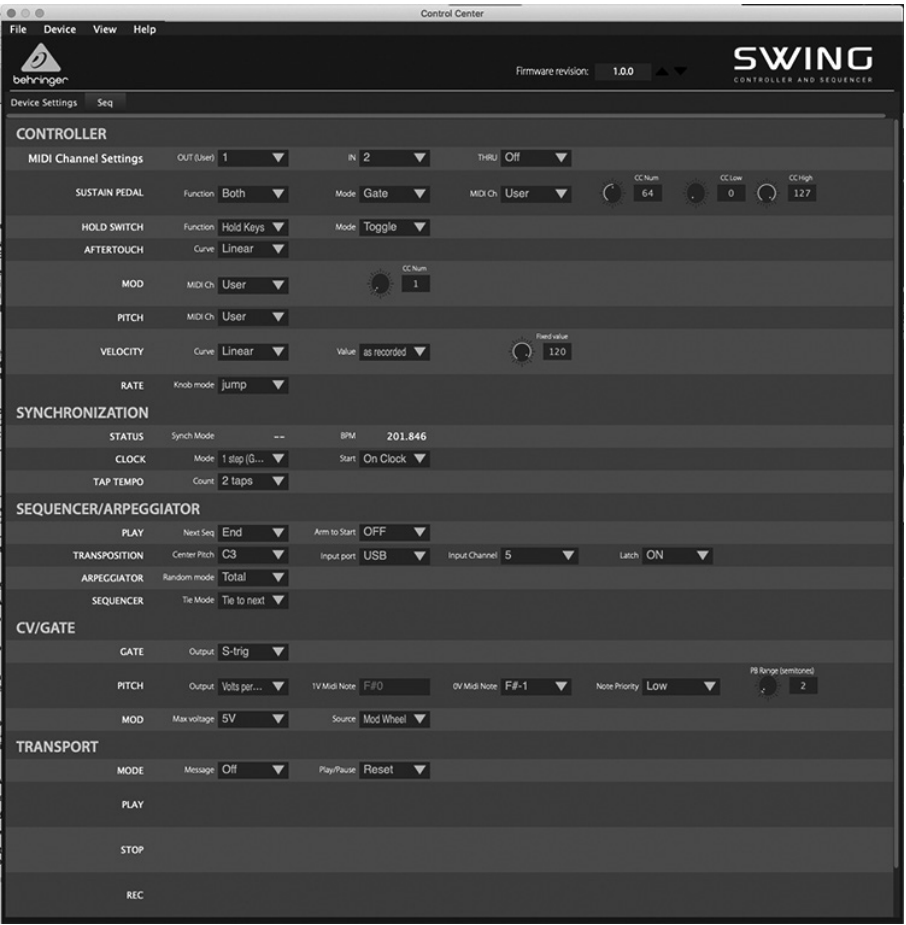 Control Center
File Device View Help
behringer
Firmware revision: 1.0.0
SWING
CONTROLLER AND SEQUENCER
Device Settings Seq
CONTROLLER
MIDI Channel Settings OUT (User) 1 IN 2 THRU Off
SUSTAIN PEDAL Function Both Mode Gate MIDI Ch User CC Num 64 CC Low 0 CC High 127
HOLD SWITCH Function Hold Keys Mode Toggle
AFTERTOUCH Curve Linear
MOD MIDI Ch User CC Num 1
PITCH MIDI Ch User
VELOCITY Curve Linear Value as recorded Fixed value 120
RATE Knob mode jump
SYNCHRONIZATION
STATUS Synch Mode -- BPM 201.846
CLOCK Mode 1 step (G... Start On Clock
TAP TEMPO Count 2 taps
SEQUENCER/ARPEGGIATOR
PLAY Next Seq End Arm to Start OFF
TRANSPOSITION Center Pitch C3 Input port USB Input Channel 5 Latch ON
ARPEGGIATOR Random mode Total
SEQUENCER Tie Mode Tie to next
CV/GATE
GATE Output S-trig
PITCH Output Volts per... 1V Midi Note F#0 0V Midi Note F#-1 Note Priority Low PB Range (semitones) 2
MOD Max voltage 5V Source Mod Wheel
TRANSPORT
MODE Message Off Play/Pause Reset
PLAY
STOP
REC